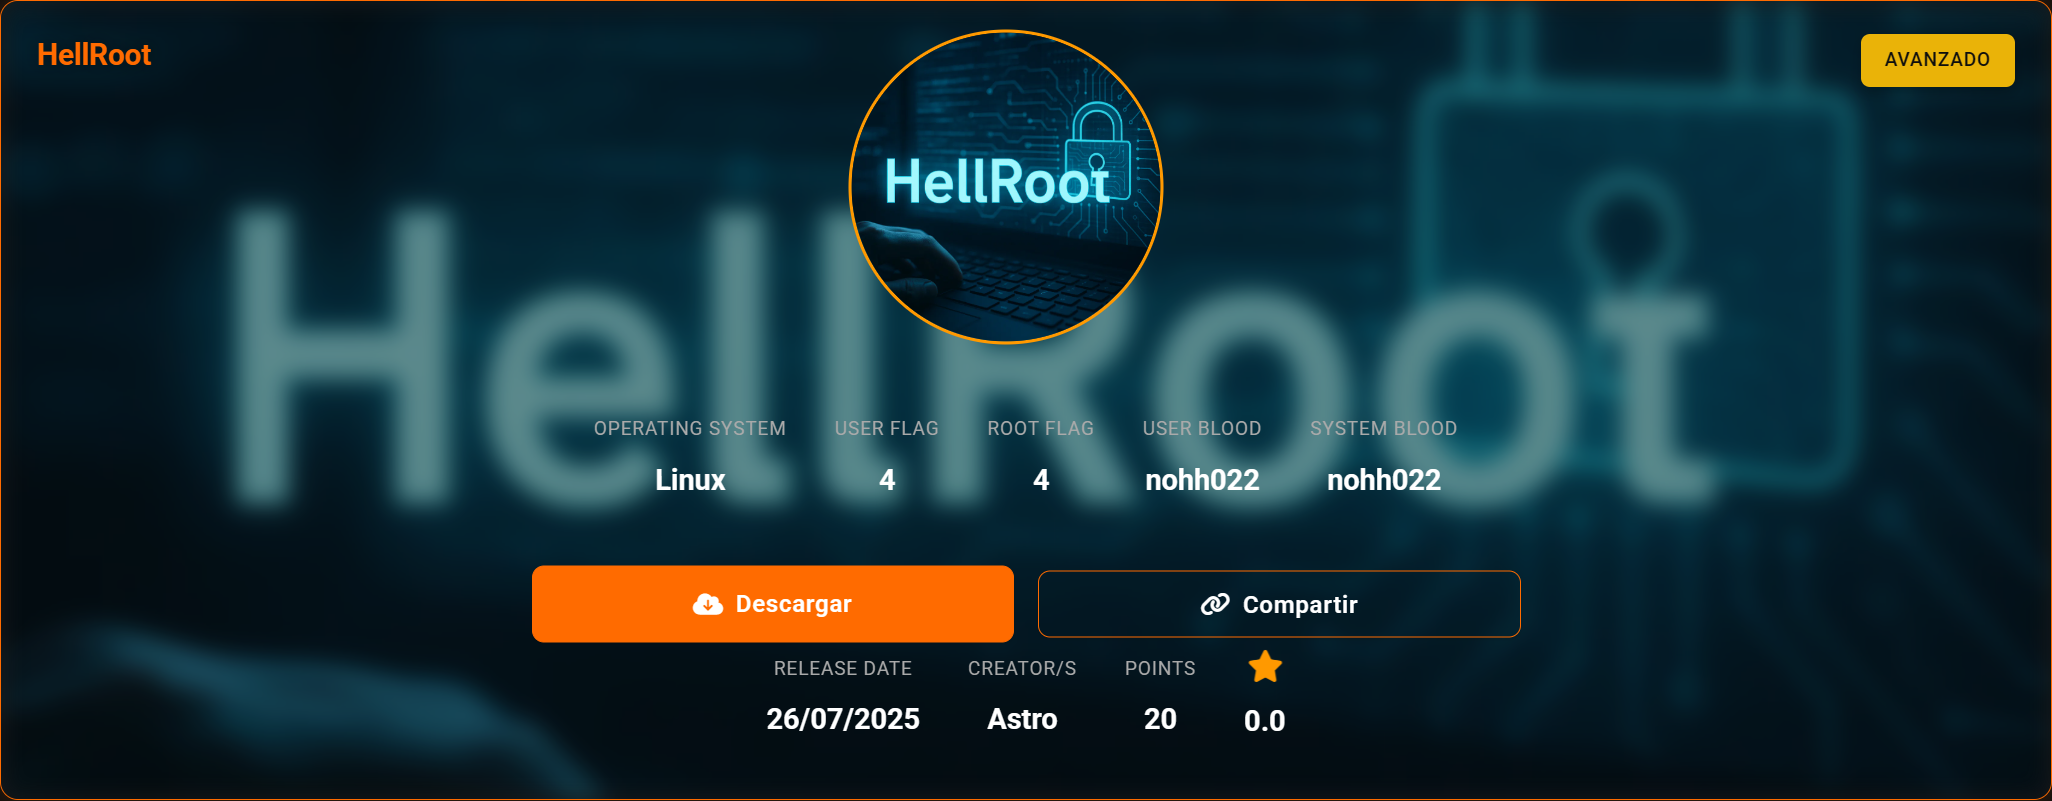 HellRoot
AVANZADO
HellRoot
HellRoot
OPERATING SYSTEM USER FLAG ROOT FLAG USER BLOOD SYSTEM BLOOD
Linux 4 4 nohh022 nohh022
Descargar Compartir
RELEASE DATE CREATOR/S POINTS
26/07/2025 Astro 20 0.0